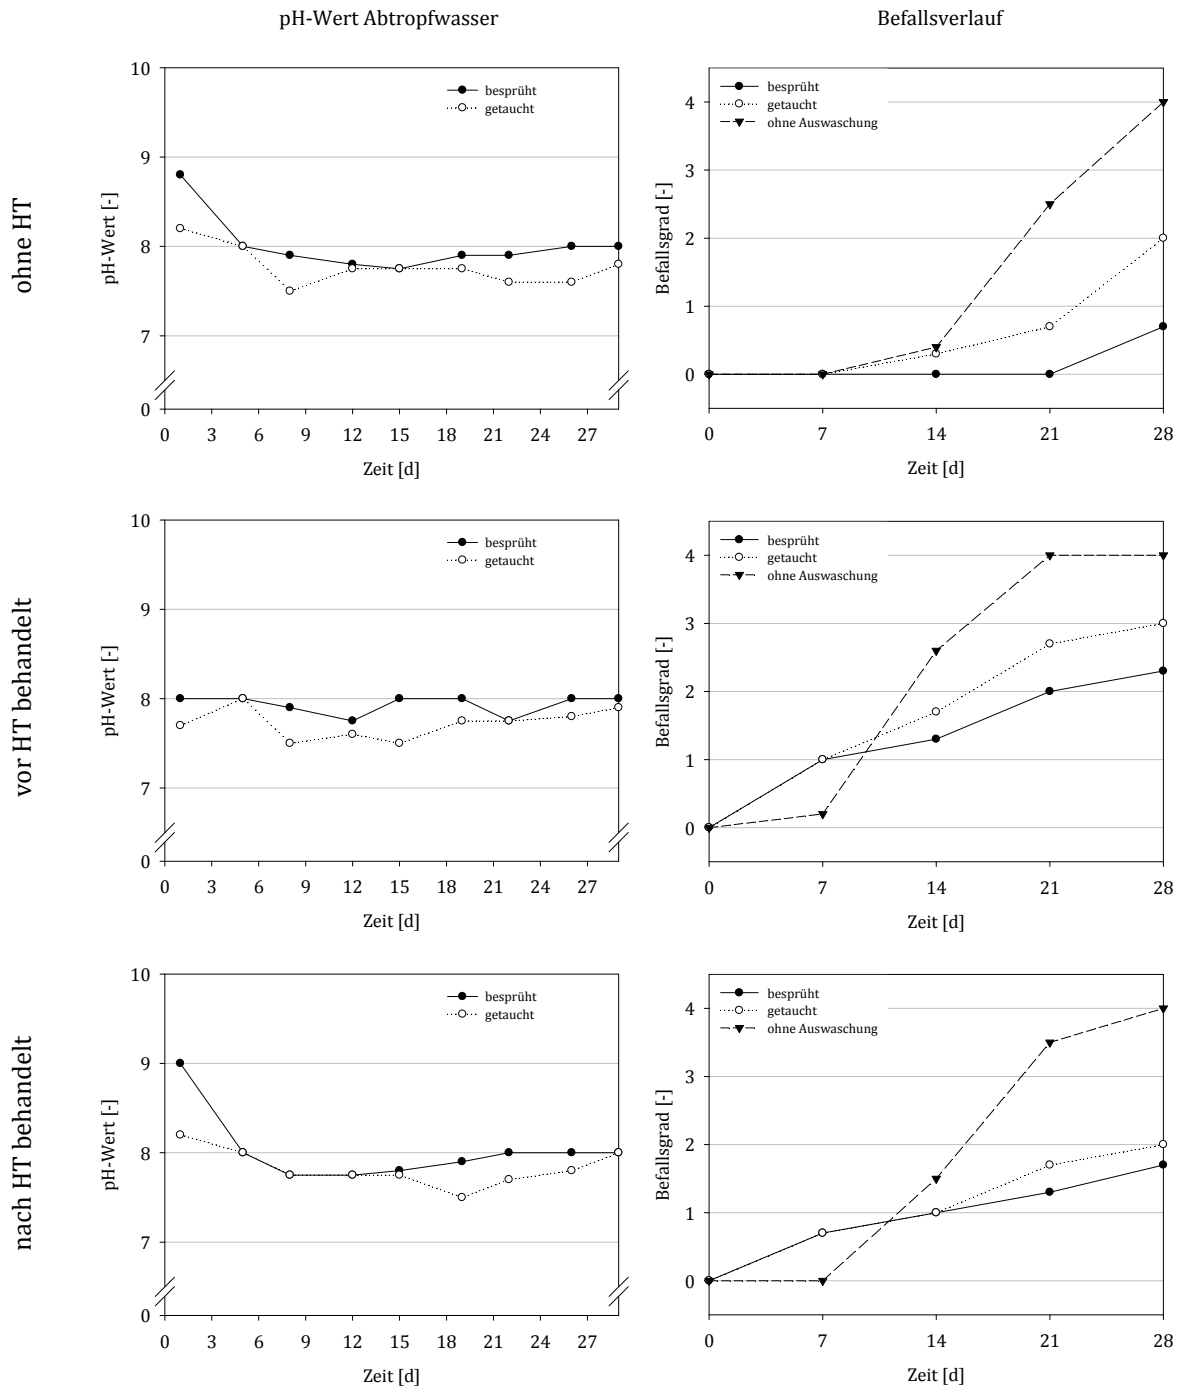 pH-Wert Abtropfwasser
Befallsverlauf
ohne HT
pH-Wert [-]
10
9
8
7
0
besprüht
getaucht
0 3 6 9 12 15 18 21 24 27
Zeit [d]
Befallsgrad [-]
4
3
2
1
0
besprüht
getaucht
ohne Auswaschung
0 7 14 21 28
Zeit [d]
vor HT behandelt
pH-Wert [-]
10
9
8
7
0
besprüht
getaucht
0 3 6 9 12 15 18 21 24 27
Zeit [d]
Befallsgrad [-]
4
3
2
1
0
besprüht
getaucht
ohne Auswaschung
0 7 14 21 28
Zeit [d]
nach HT behandelt
pH-Wert [-]
10
9
8
7
0
besprüht
getaucht
0 3 6 9 12 15 18 21 24 27
Zeit [d]
Befallsgrad [-]
4
3
2
1
0
besprüht
getaucht
ohne Auswaschung
0 7 14 21 28
Zeit [d]